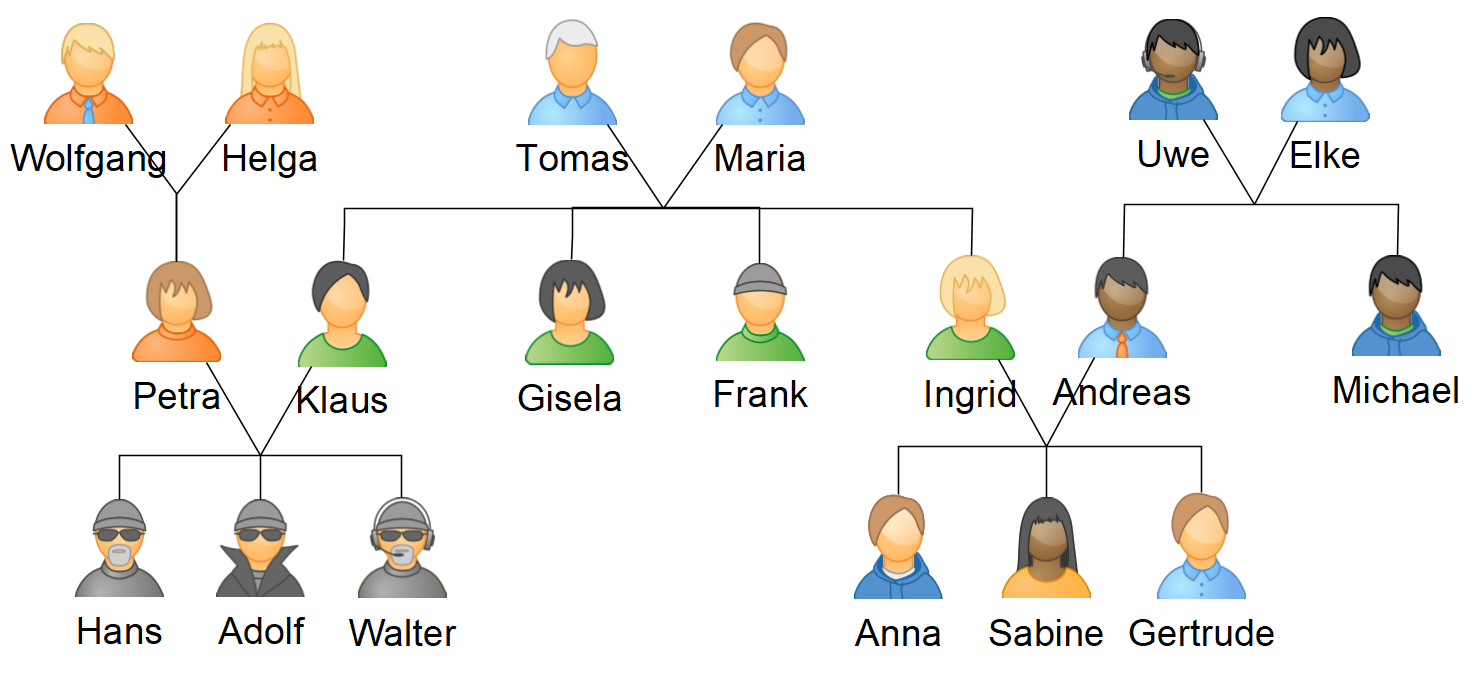 Wolfgang Helga Tomas Maria Uwe Elke
Petra Klaus Gisela Frank Ingrid Andreas Michael
Hans Adolf Walter Anna Sabine Gertrude